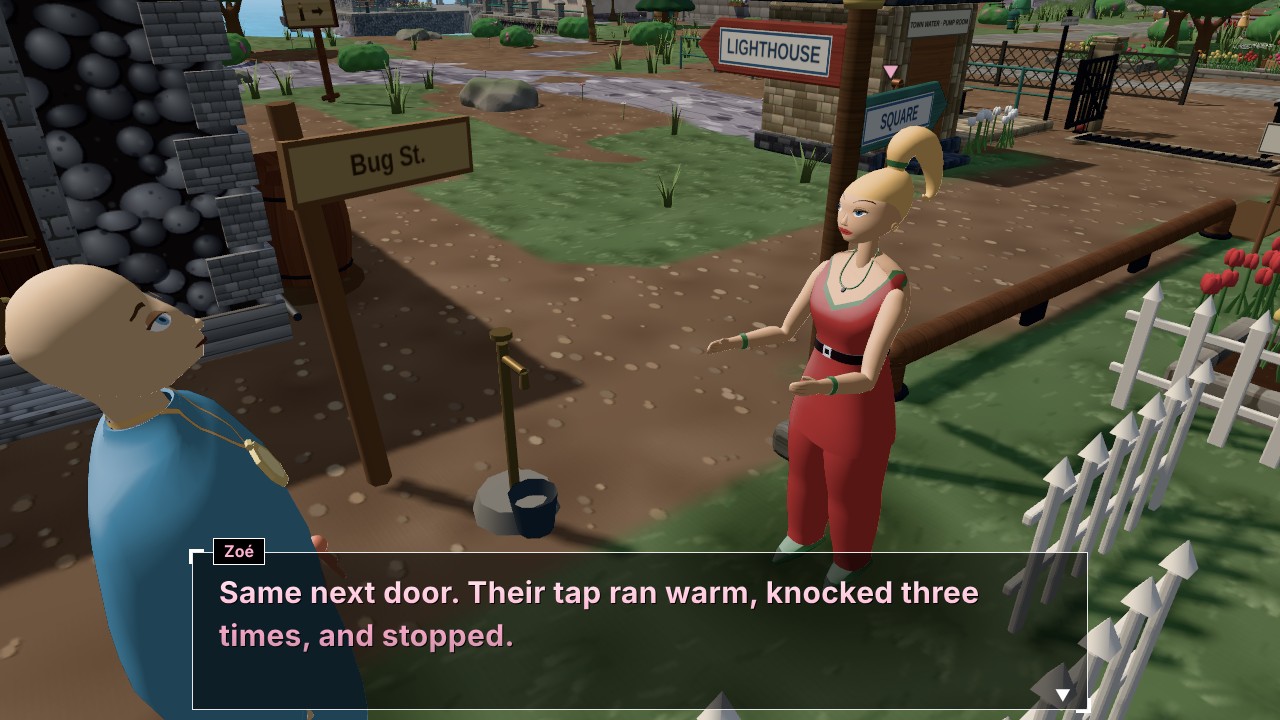 TOWN WATER - PUMP ROOM
LIGHTHOUSE
SQUARE
Bug St.
Zoé
Same next door. Their tap ran warm, knocked three
times, and stopped.